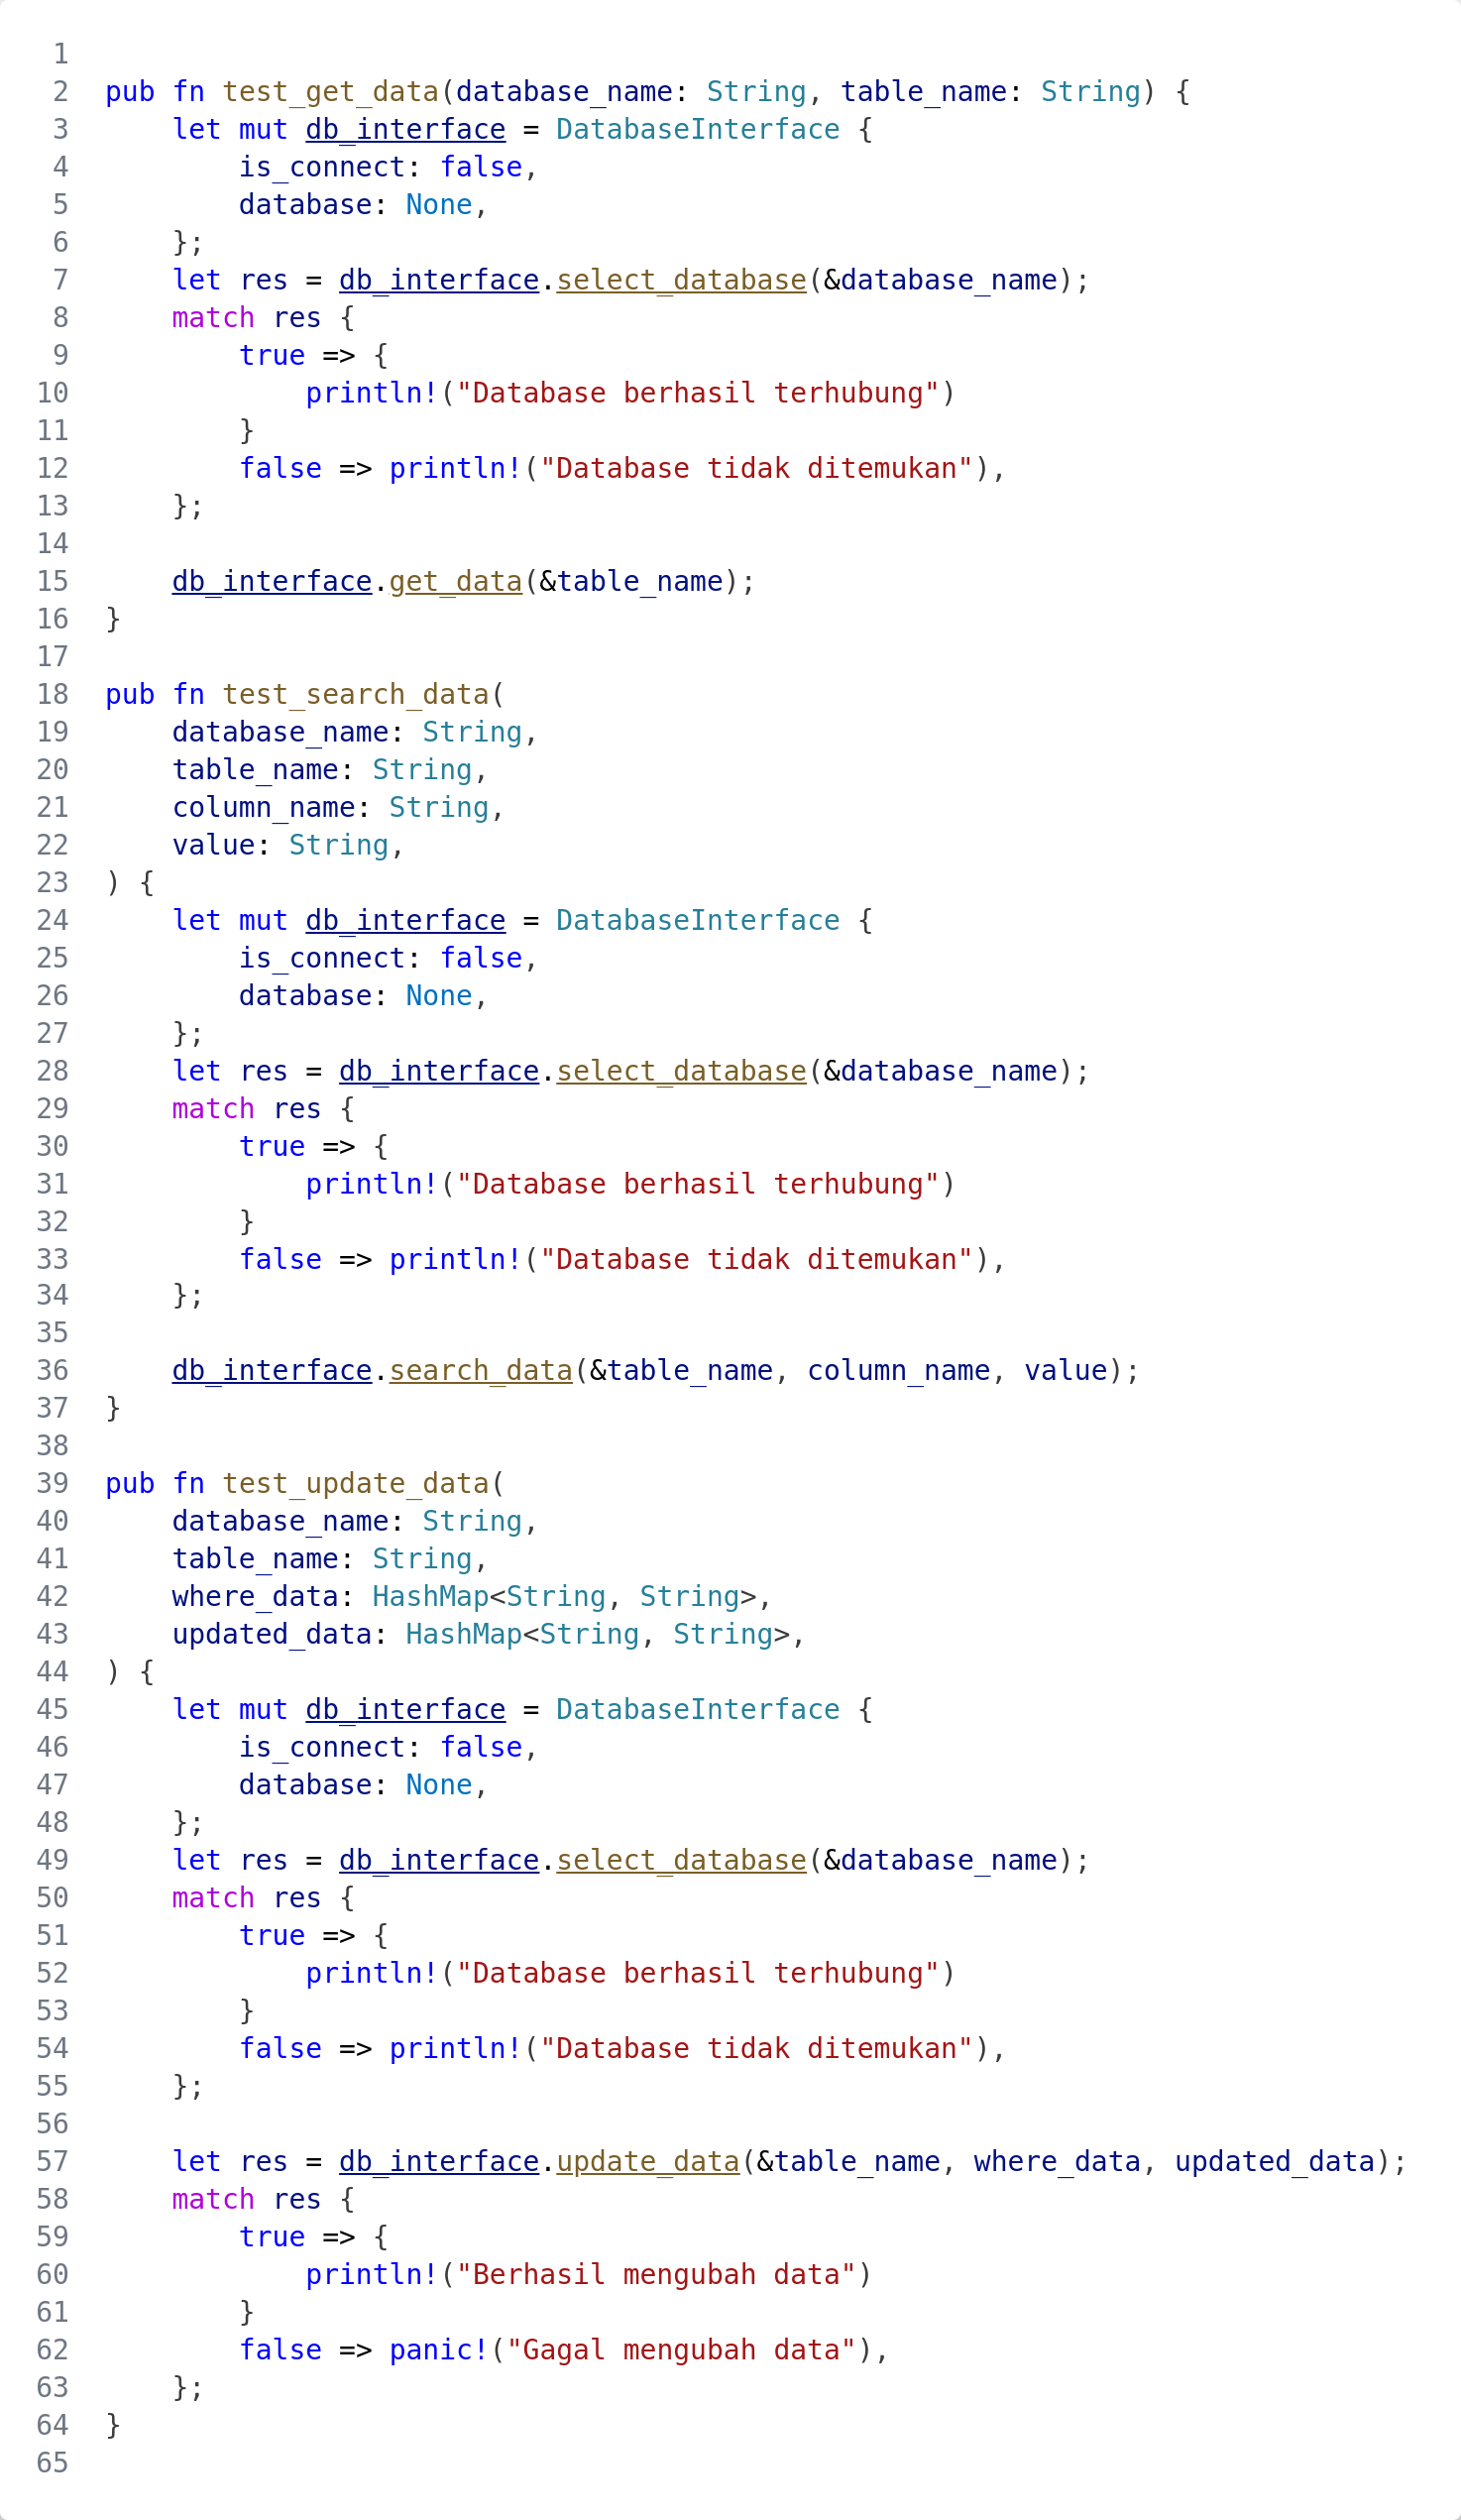 1
2 pub fn test_get_data(database_name: String, table_name: String) {
3     let mut db_interface = DatabaseInterface {
4         is_connect: false,
5         database: None,
6     };
7     let res = db_interface.select_database(&database_name);
8     match res {
9         true => {
10             println!("Database berhasil terhubung")
11         }
12         false => println!("Database tidak ditemukan"),
13     };
14
15     db_interface.get_data(&table_name);
16 }
17
18 pub fn test_search_data(
19     database_name: String,
20     table_name: String,
21     column_name: String,
22     value: String,
23 ) {
24     let mut db_interface = DatabaseInterface {
25         is_connect: false,
26         database: None,
27     };
28     let res = db_interface.select_database(&database_name);
29     match res {
30         true => {
31             println!("Database berhasil terhubung")
32         }
33         false => println!("Database tidak ditemukan"),
34     };
35
36     db_interface.search_data(&table_name, column_name, value);
37 }
38
39 pub fn test_update_data(
40     database_name: String,
41     table_name: String,
42     where_data: HashMap<String, String>,
43     updated_data: HashMap<String, String>,
44 ) {
45     let mut db_interface = DatabaseInterface {
46         is_connect: false,
47         database: None,
48     };
49     let res = db_interface.select_database(&database_name);
50     match res {
51         true => {
52             println!("Database berhasil terhubung")
53         }
54         false => println!("Database tidak ditemukan"),
55     };
56
57     let res = db_interface.update_data(&table_name, where_data, updated_data);
58     match res {
59         true => {
60             println!("Berhasil mengubah data")
61         }
62         false => panic!("Gagal mengubah data"),
63     };
64 }
65